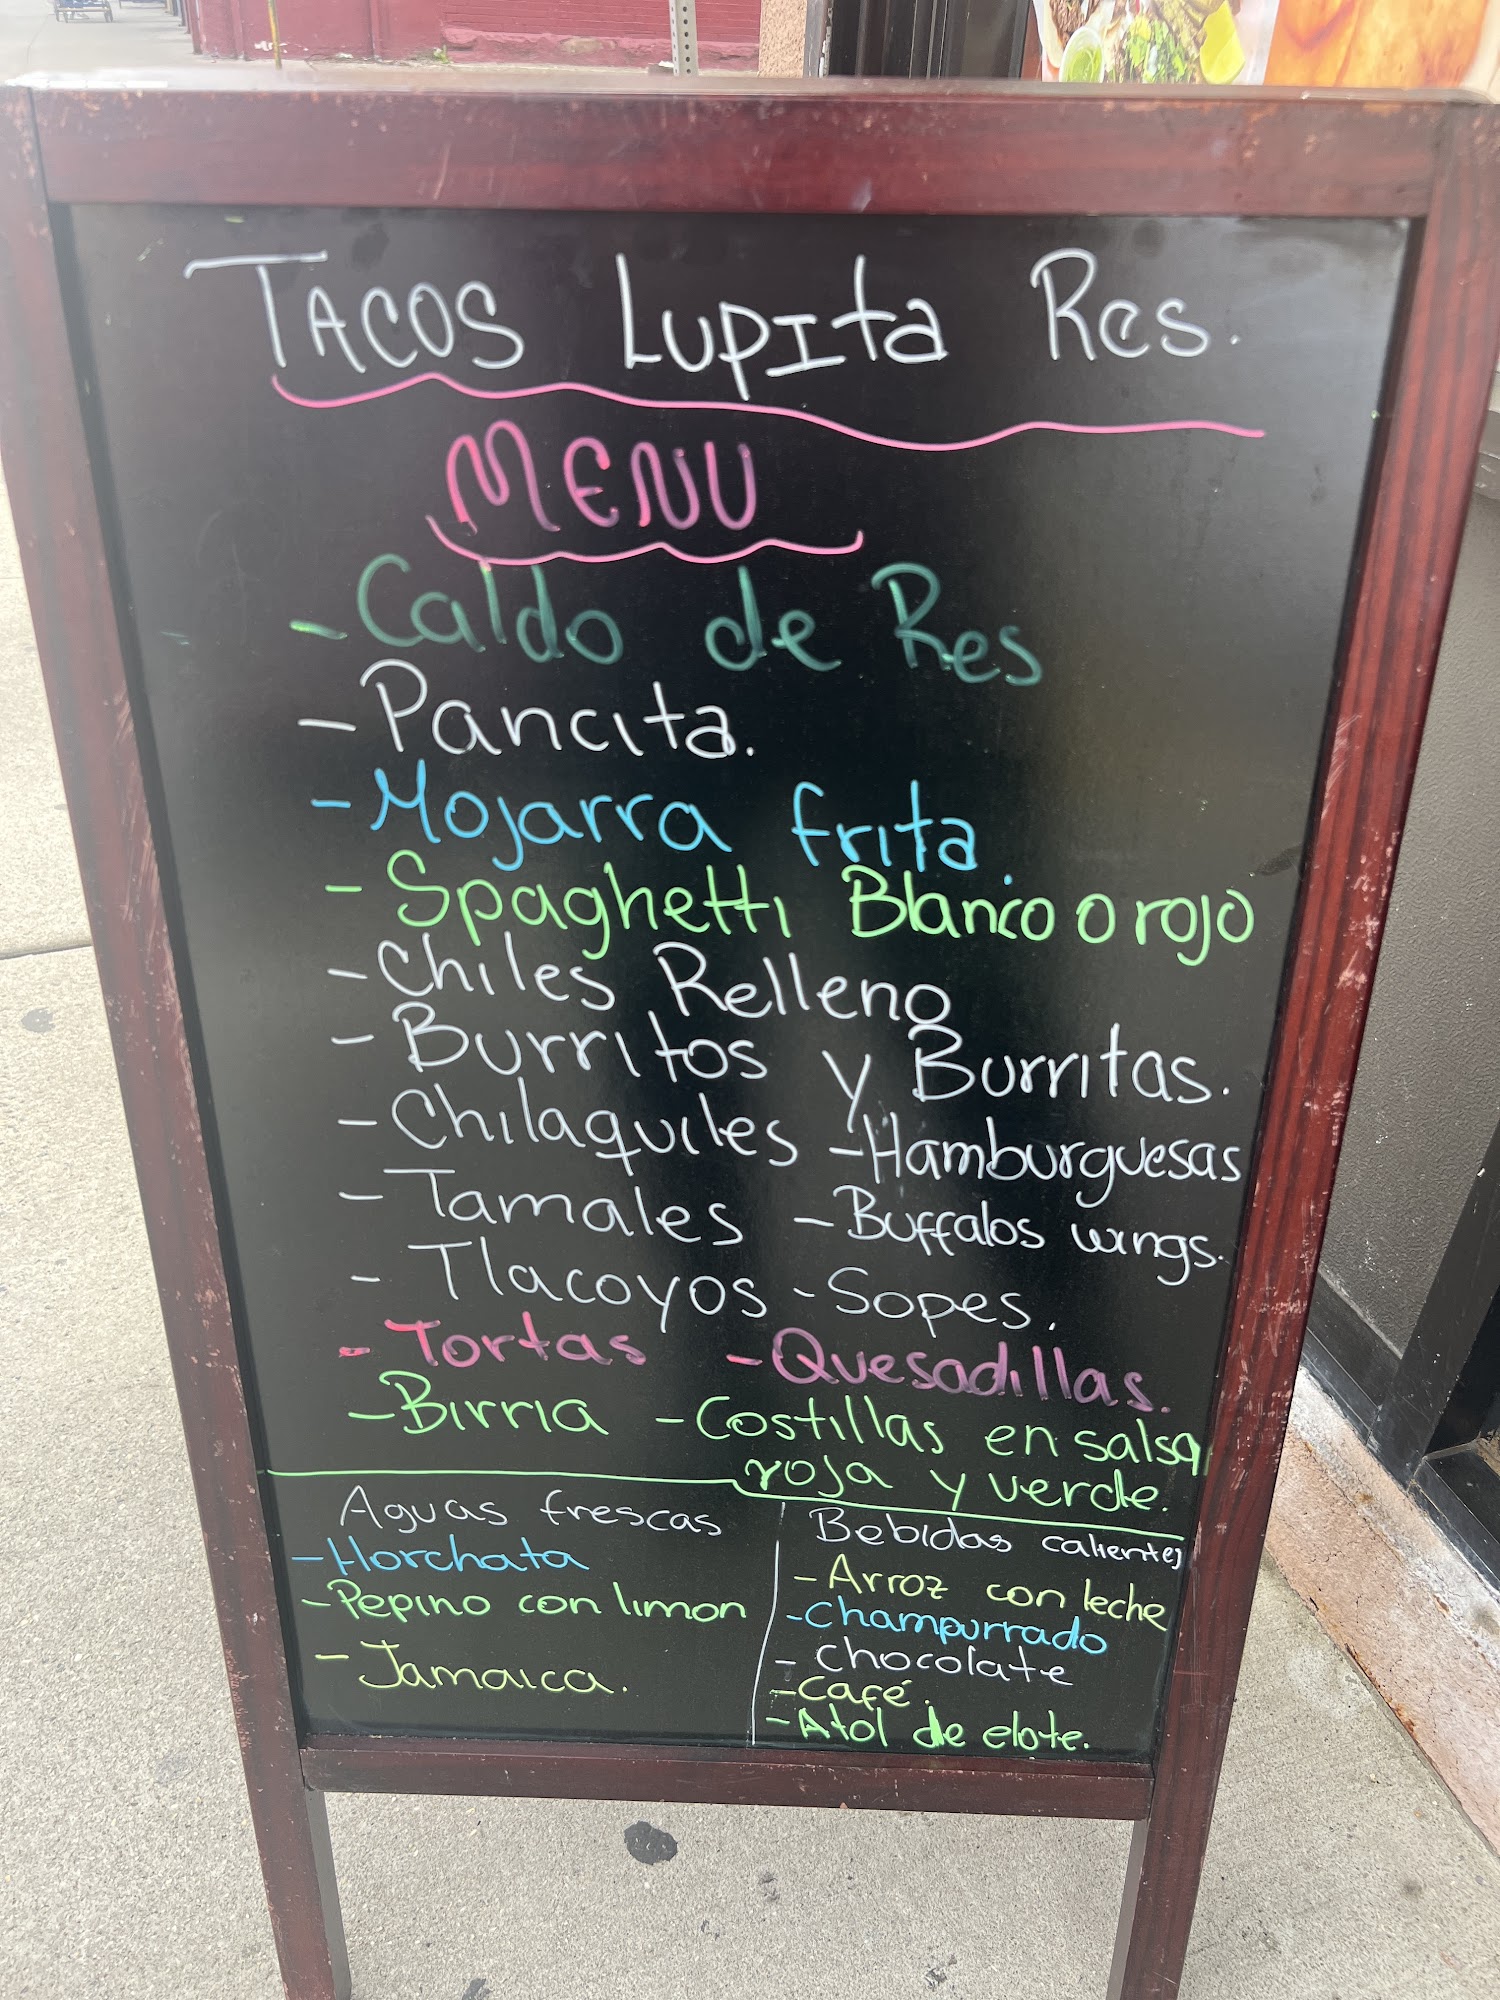 TACOS LUPITA Res.
MENU
- Caldo de Res
- Pancita.
- Mojarra frita
- Spaghetti Blanco o rojo
- Chiles Relleno
- Burritos y Burritas.
- Chilaquiles - Hamburguesas
- Tamales - Buffalos wings.
- Tlacoyos - Sopes.
- Tortas - Quesadillas.
- Birria - Costillas en salsa
roja y verde.
Aguas frescas
- Horchata
- Pepino con limon
- Jamaica.
Bebidas calientes
- Arroz con leche
- Champurrado
- chocolate
- Café.
- Atol de elote.